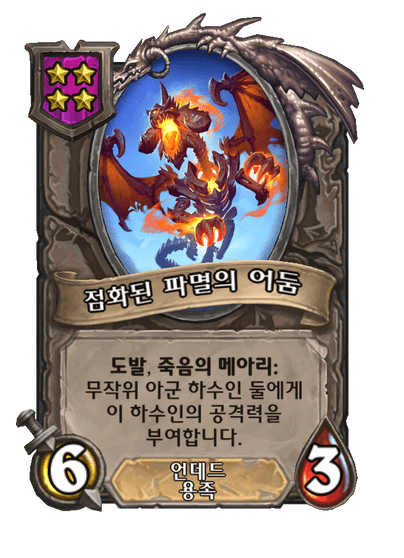 점화된 파멸의 어둠
도발, 죽음의 메아리:
무작위 아군 하수인 둘에게
이 하수인의 공격력을
부여합니다.
6
언데드
용족
3